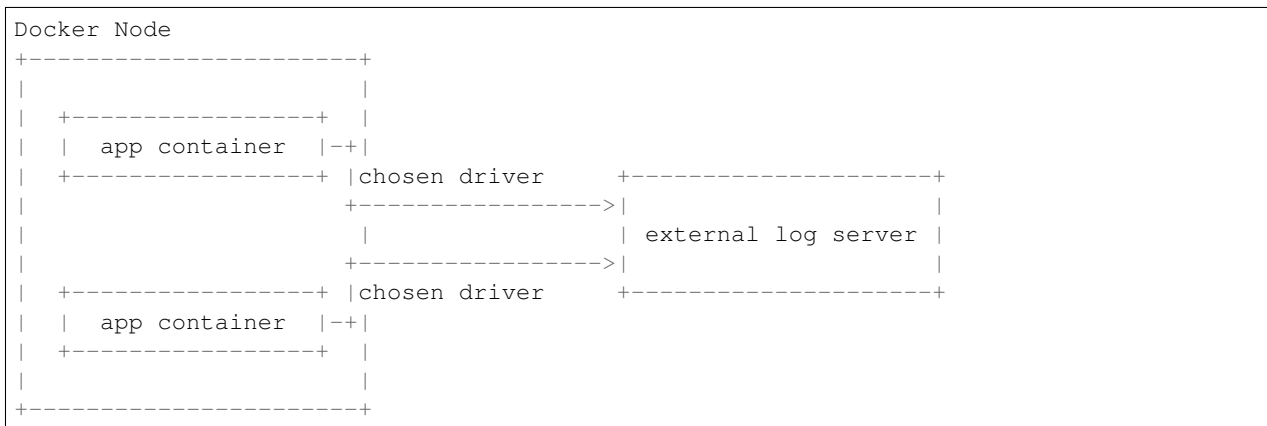 Docker Node
+-----------------------+
|                       |
|  +-----------------+  |
|  |  app container  |-+|
|  +-----------------+ |chosen driver     +---------------------+
|                      +----------------->|                     |
|                       |                 | external log server |
|                      +----------------->|                     |
|  +-----------------+ |chosen driver     +---------------------+
|  |  app container  |-+|
|  +-----------------+  |
|                       |
+-----------------------+